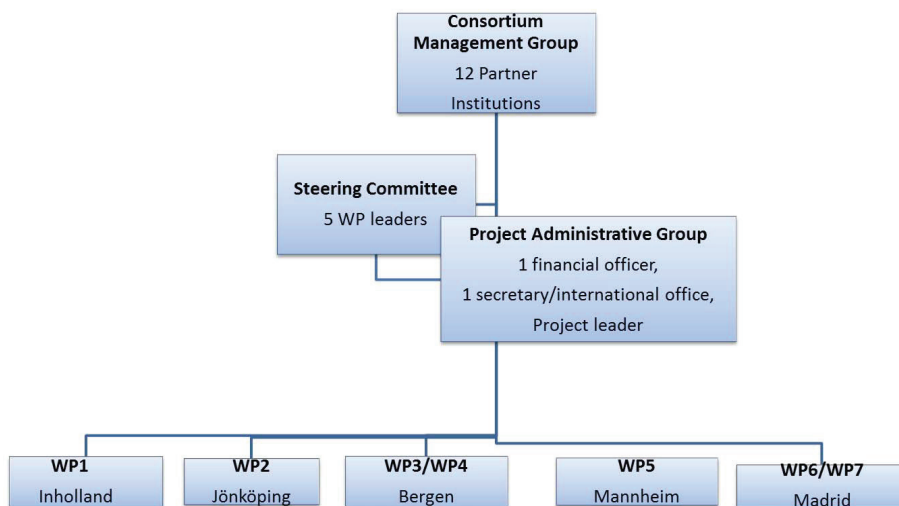 Consortium
Management Group
12 Partner
Institutions
Steering Committee
5 WP leaders
Project Administrative Group
1 financial officer,
1 secretary/international office,
Project leader
WP1
Inholland
WP2
Jönköping
WP3/WP4
Bergen
WP5
Mannheim
WP6/WP7
Madrid